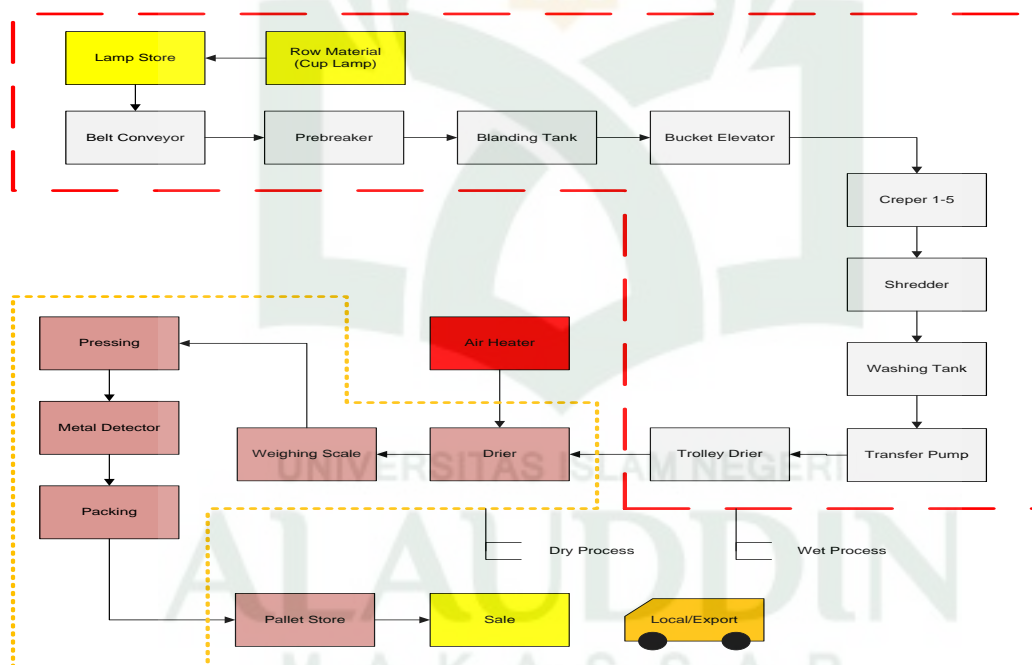 Lamp Store
Row Material
(Cup Lamp)
Belt Conveyor
Prebreaker
Blanding Tank
Bucket Elevator
Creper 1-5
Shredder
Washing Tank
Transfer Pump
Trolley Drier
Air Heater
Drier
Weighing Scale
Pressing
Metal Detector
Packing
Pallet Store
Sale
Local/Export
Dry Process
Wet Process
UNIVERSITAS ISLAM NEGERI
ALAUDDIN
MAKASSAR